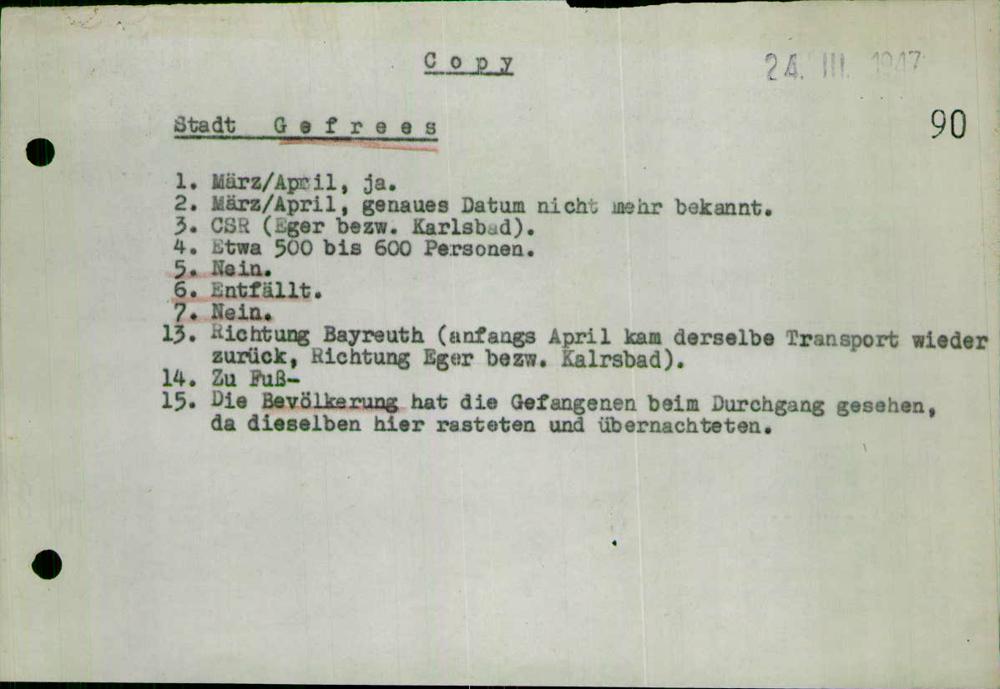 Copy
24. III. 1947
90
Stadt Gefrees
1. März/April, ja.
2. März/April, genaues Datum nicht mehr bekannt.
3. CSR (Eger bezw. Karlsbad).
4. Etwa 500 bis 600 Personen.
5. Nein.
6. Entfällt.
7. Nein.
13. Richtung Bayreuth (anfangs April kam derselbe Transport wieder
zurück, Richtung Eger bezw. Kalrsbad).
14. Zu Fuß-
15. Die Bevölkerung hat die Gefangenen beim Durchgang gesehen,
da dieselben hier rasteten und übernachteten.